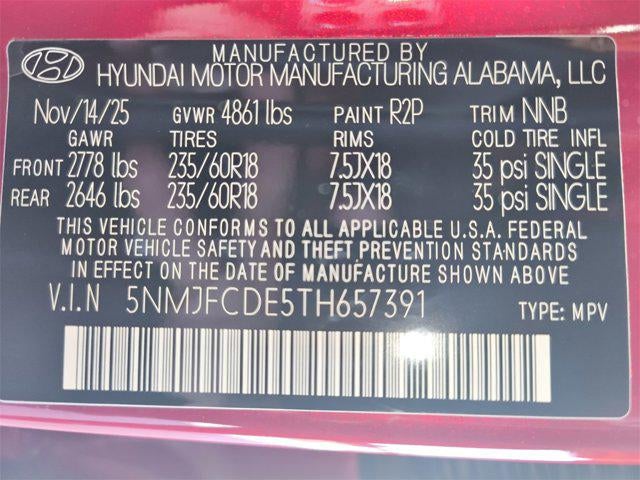 MANUFACTURED BY
HYUNDAI MOTOR MANUFACTURING ALABAMA, LLC
Nov/14/25 GVWR 4861 lbs PAINT R2P TRIM NNB
GAWR TIRES RIMS COLD TIRE INFL
FRONT 2778 lbs 235/60R18 7.5JX18 35 psi SINGLE
REAR 2646 lbs 235/60R18 7.5JX18 35 psi SINGLE
THIS VEHICLE CONFORMS TO ALL APPLICABLE U.S.A. FEDERAL
MOTOR VEHICLE SAFETY AND THEFT PREVENTION STANDARDS
IN EFFECT ON THE DATE OF MANUFACTURE SHOWN ABOVE
V.I.N 5NMJFCDE5TH657391 TYPE: MPV